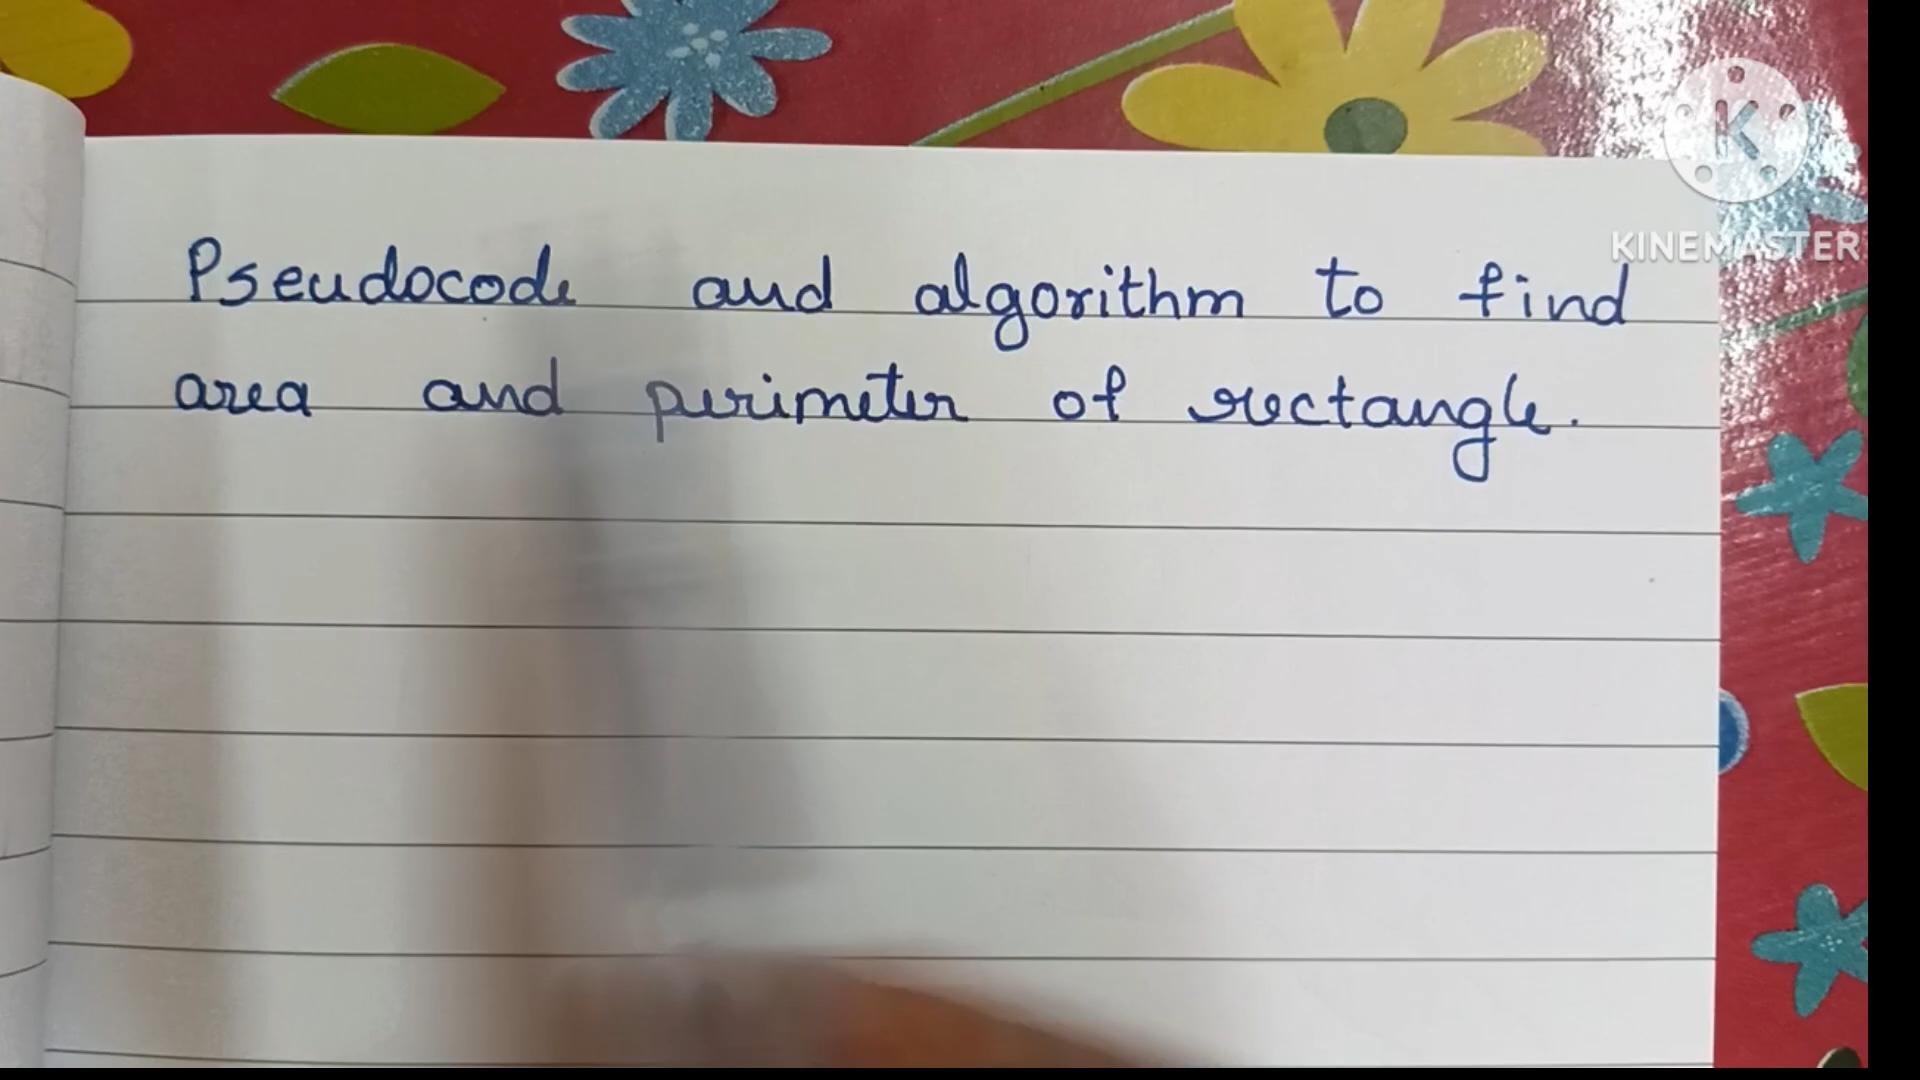 Pseudocode and algorithm to find
area and perimeter of rectangle.
K
KINEMASTER